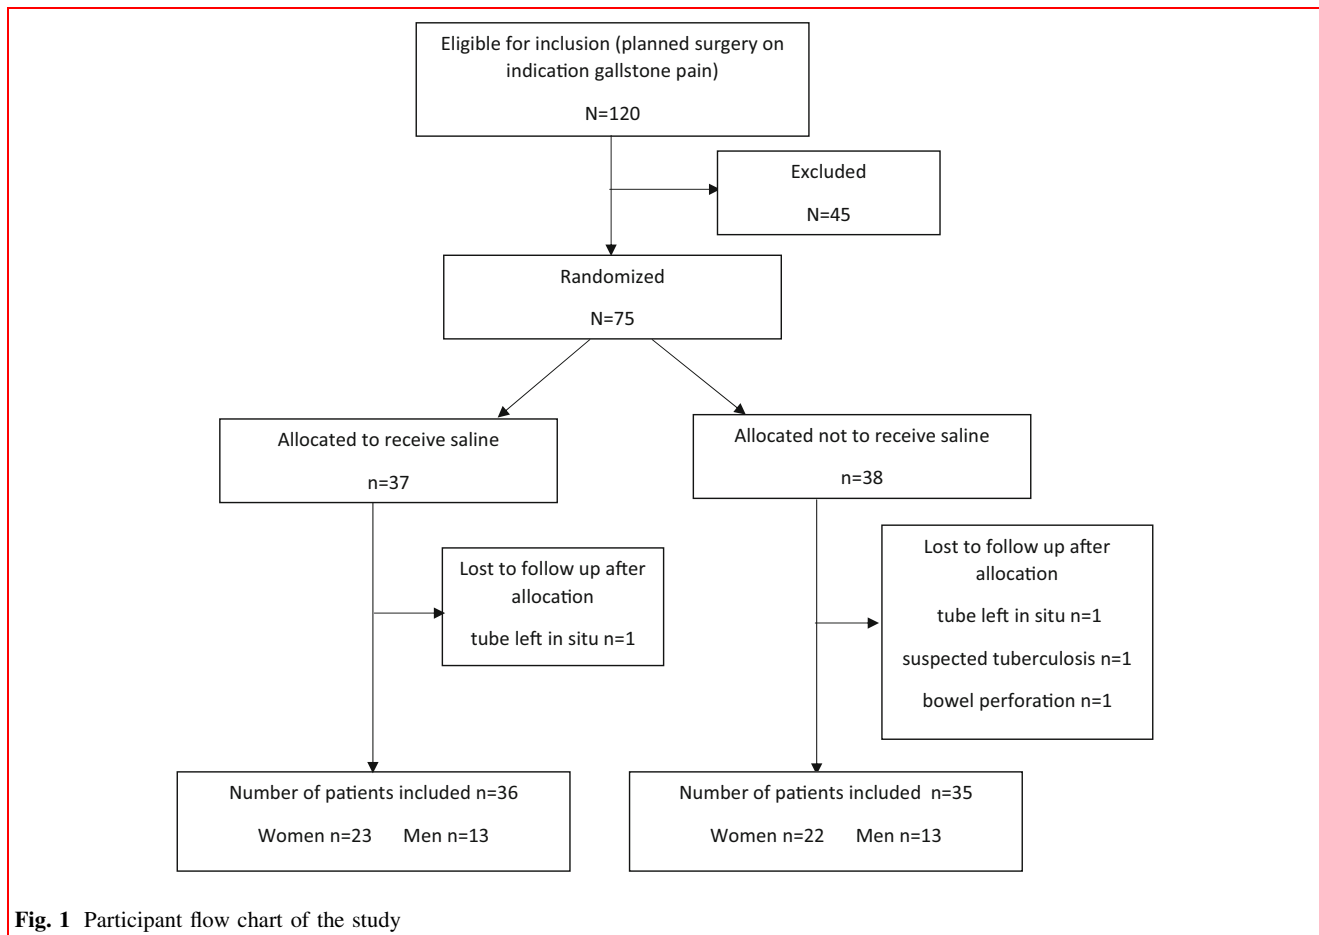 Eligible for inclusion (planned surgery on
indication gallstone pain)
N=120
Excluded
N=45
Randomized
N=75
Allocated to receive saline
n=37
Allocated not to receive saline
n=38
Lost to follow up after
allocation
tube left in situ n=1
Lost to follow up after
allocation
tube left in situ n=1
suspected tuberculosis n=1
bowel perforation n=1
Number of patients included n=36
Women n=23 Men n=13
Number of patients included n=35
Women n=22 Men n=13
Fig. 1 Participant flow chart of the study